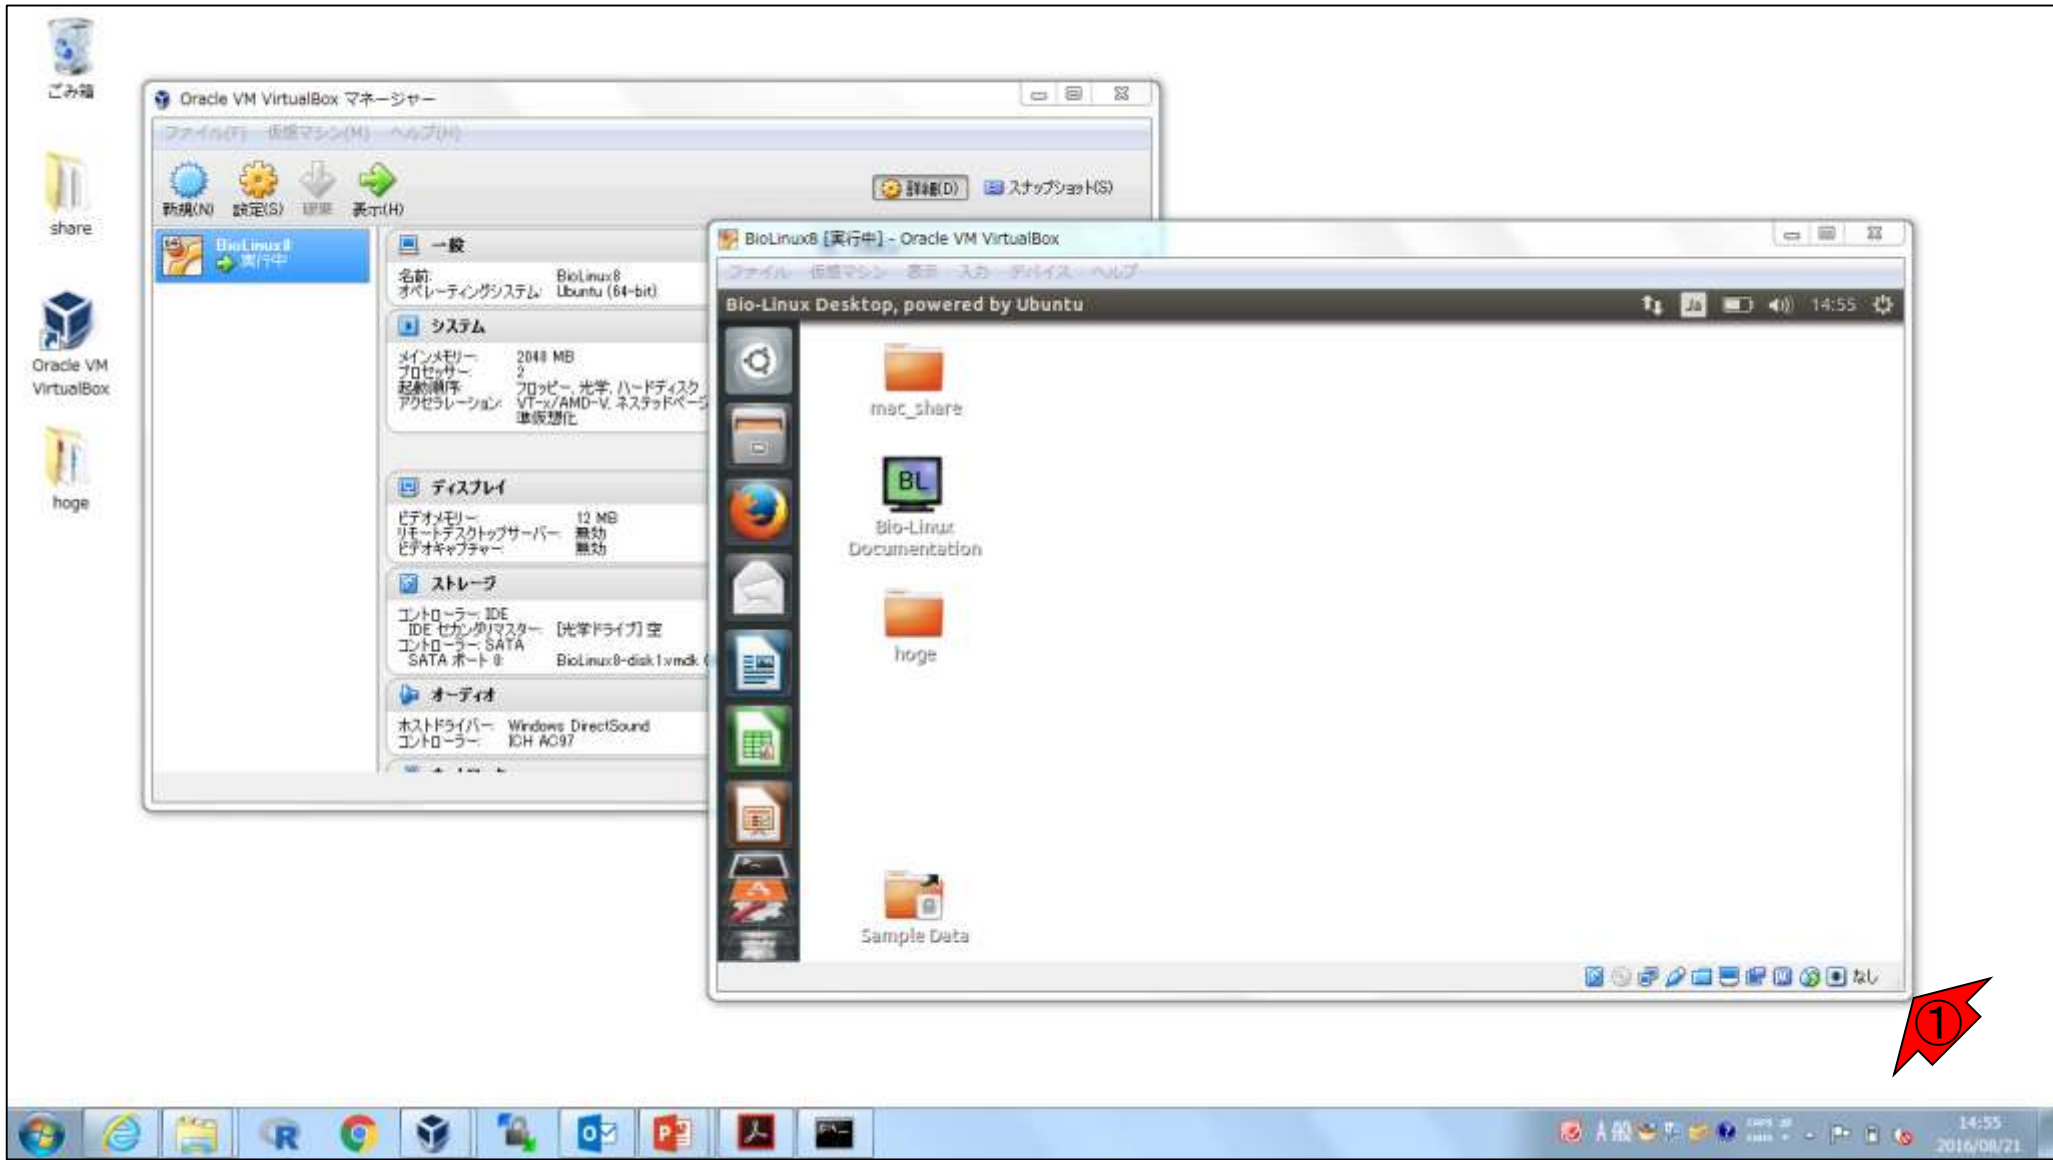 ごみ箱
share
Oracle VM
VirtualBox
hoge
Oracle VM VirtualBox マネージャー
ファイル(F) 仮想マシン(M) ヘルプ(H)
新規(N) 設定(S) 破棄 表示(H)
詳細(D) スナップショット(S)
BioLinux8
実行中
一般
名前: BioLinux8
オペレーティングシステム: Ubuntu (64-bit)
システム
メインメモリー: 2048 MB
プロセッサー: 2
起動順序: フロッピー, 光学, ハードディスク
アクセラレーション: VT-x/AMD-V, ネステッドペー
準仮想化
ディスプレイ
ビデオメモリー: 12 MB
リモートデスクトップサーバー: 無効
ビデオキャプチャー: 無効
ストレージ
コントローラー: IDE
IDE セカンダリマスター: [光学ドライブ] 空
コントローラー: SATA
SATA ポート 0: BioLinux8-disk1.vmdk (
オーディオ
ホストドライバー: Windows DirectSound
コントローラー: ICH AC97
BioLinux8 [実行中] - Oracle VM VirtualBox
ファイル 仮想マシン 表示 入力 デバイス ヘルプ
Bio-Linux Desktop, powered by Ubuntu
Ja 14:55
mac_share
BL
Bio-Linux
Documentation
hoge
Sample Data
なし
①
A 般
14:55
2016/08/21